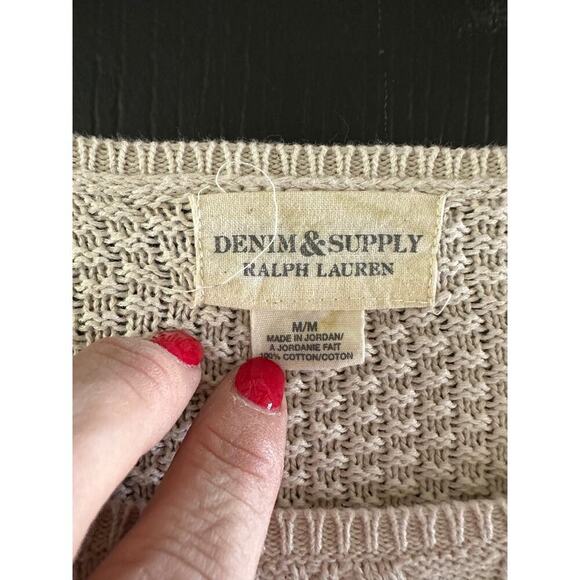 DENIM & SUPPLY
RALPH LAUREN
M/M
MADE IN JORDAN/
A JORDANIE FAIT
100% COTTON/COTON